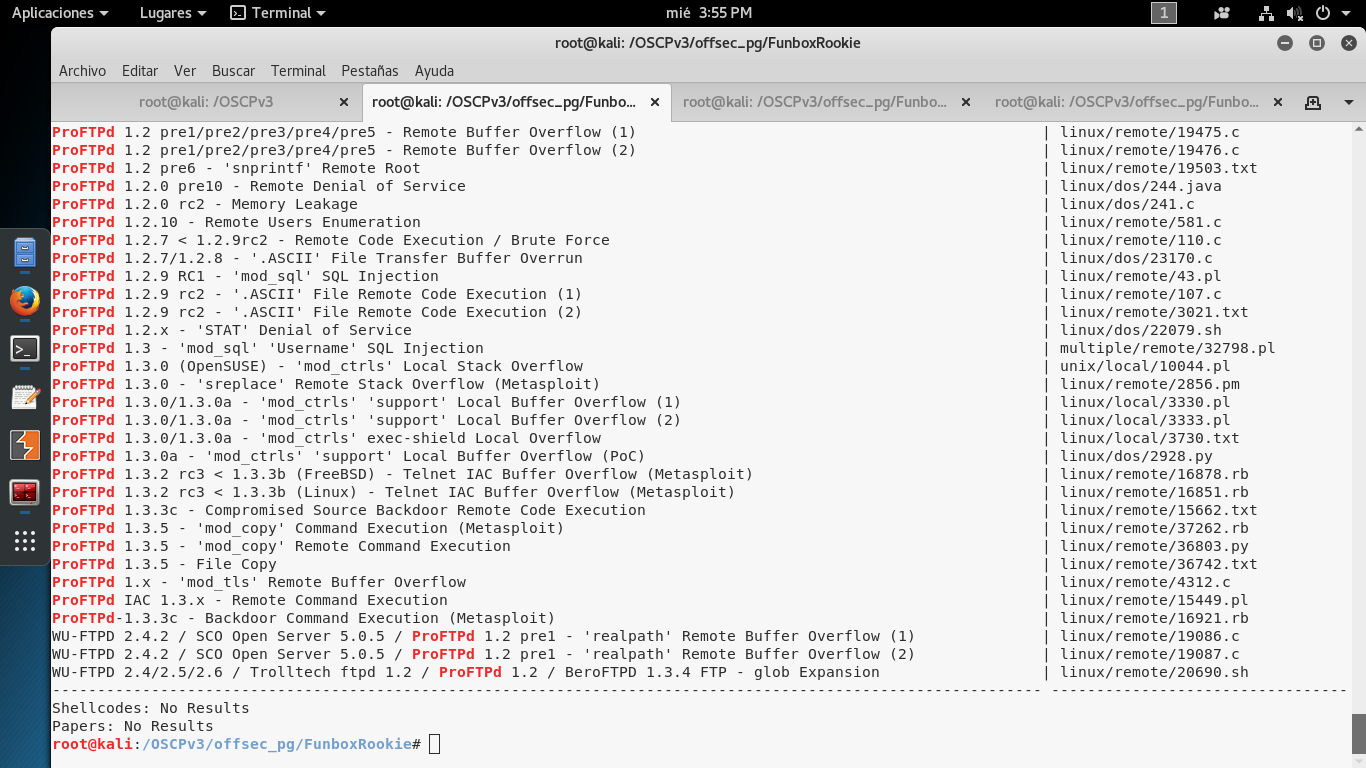 Aplicaciones Lugares Terminal mié 3:55 PM 1
root@kali: /OSCPv3/offsec_pg/FunboxRookie
Archivo Editar Ver Buscar Terminal Pestañas Ayuda
root@kali: /OSCPv3 × root@kali: /OSCPv3/offsec_pg/Funbo... × root@kali: /OSCPv3/offsec_pg/Funbo... × root@kali: /OSCPv3/offsec_pg/Funbo... ×
ProFTPd 1.2 pre1/pre2/pre3/pre4/pre5 - Remote Buffer Overflow (1) | linux/remote/19475.c
ProFTPd 1.2 pre1/pre2/pre3/pre4/pre5 - Remote Buffer Overflow (2) | linux/remote/19476.c
ProFTPd 1.2 pre6 - 'snprintf' Remote Root | linux/remote/19503.txt
ProFTPd 1.2.0 pre10 - Remote Denial of Service | linux/dos/244.java
ProFTPd 1.2.0 rc2 - Memory Leakage | linux/dos/241.c
ProFTPd 1.2.10 - Remote Users Enumeration | linux/remote/581.c
ProFTPd 1.2.7 < 1.2.9rc2 - Remote Code Execution / Brute Force | linux/remote/110.c
ProFTPd 1.2.7/1.2.8 - '.ASCII' File Transfer Buffer Overrun | linux/dos/23170.c
ProFTPd 1.2.9 RC1 - 'mod_sql' SQL Injection | linux/remote/43.pl
ProFTPd 1.2.9 rc2 - '.ASCII' File Remote Code Execution (1) | linux/remote/107.c
ProFTPd 1.2.9 rc2 - '.ASCII' File Remote Code Execution (2) | linux/remote/3021.txt
ProFTPd 1.2.x - 'STAT' Denial of Service | linux/dos/22079.sh
ProFTPd 1.3 - 'mod_sql' 'Username' SQL Injection | multiple/remote/32798.pl
ProFTPd 1.3.0 (OpenSUSE) - 'mod_ctrls' Local Stack Overflow | unix/local/10044.pl
ProFTPd 1.3.0 - 'sreplace' Remote Stack Overflow (Metasploit) | linux/remote/2856.pm
ProFTPd 1.3.0/1.3.0a - 'mod_ctrls' 'support' Local Buffer Overflow (1) | linux/local/3330.pl
ProFTPd 1.3.0/1.3.0a - 'mod_ctrls' 'support' Local Buffer Overflow (2) | linux/local/3333.pl
ProFTPd 1.3.0/1.3.0a - 'mod_ctrls' exec-shield Local Overflow | linux/local/3730.txt
ProFTPd 1.3.0a - 'mod_ctrls' 'support' Local Buffer Overflow (PoC) | linux/dos/2928.py
ProFTPd 1.3.2 rc3 < 1.3.3b (FreeBSD) - Telnet IAC Buffer Overflow (Metasploit) | linux/remote/16878.rb
ProFTPd 1.3.2 rc3 < 1.3.3b (Linux) - Telnet IAC Buffer Overflow (Metasploit) | linux/remote/16851.rb
ProFTPd 1.3.3c - Compromised Source Backdoor Remote Code Execution | linux/remote/15662.txt
ProFTPd 1.3.5 - 'mod_copy' Command Execution (Metasploit) | linux/remote/37262.rb
ProFTPd 1.3.5 - 'mod_copy' Remote Command Execution | linux/remote/36803.py
ProFTPd 1.3.5 - File Copy | linux/remote/36742.txt
ProFTPd 1.x - 'mod_tls' Remote Buffer Overflow | linux/remote/4312.c
ProFTPd IAC 1.3.x - Remote Command Execution | linux/remote/15449.pl
ProFTPd-1.3.3c - Backdoor Command Execution (Metasploit) | linux/remote/16921.rb
WU-FTPD 2.4.2 / SCO Open Server 5.0.5 / ProFTPd 1.2 pre1 - 'realpath' Remote Buffer Overflow (1) | linux/remote/19086.c
WU-FTPD 2.4.2 / SCO Open Server 5.0.5 / ProFTPd 1.2 pre1 - 'realpath' Remote Buffer Overflow (2) | linux/remote/19087.c
WU-FTPD 2.4/2.5/2.6 / Trolltech ftpd 1.2 / ProFTPd 1.2 / BeroFTPD 1.3.4 FTP - glob Expansion | linux/remote/20690.sh
-------------------------------------------------------------------------------------------------------------- ---------------------------------
Shellcodes: No Results
Papers: No Results
root@kali:/OSCPv3/offsec_pg/FunboxRookie#